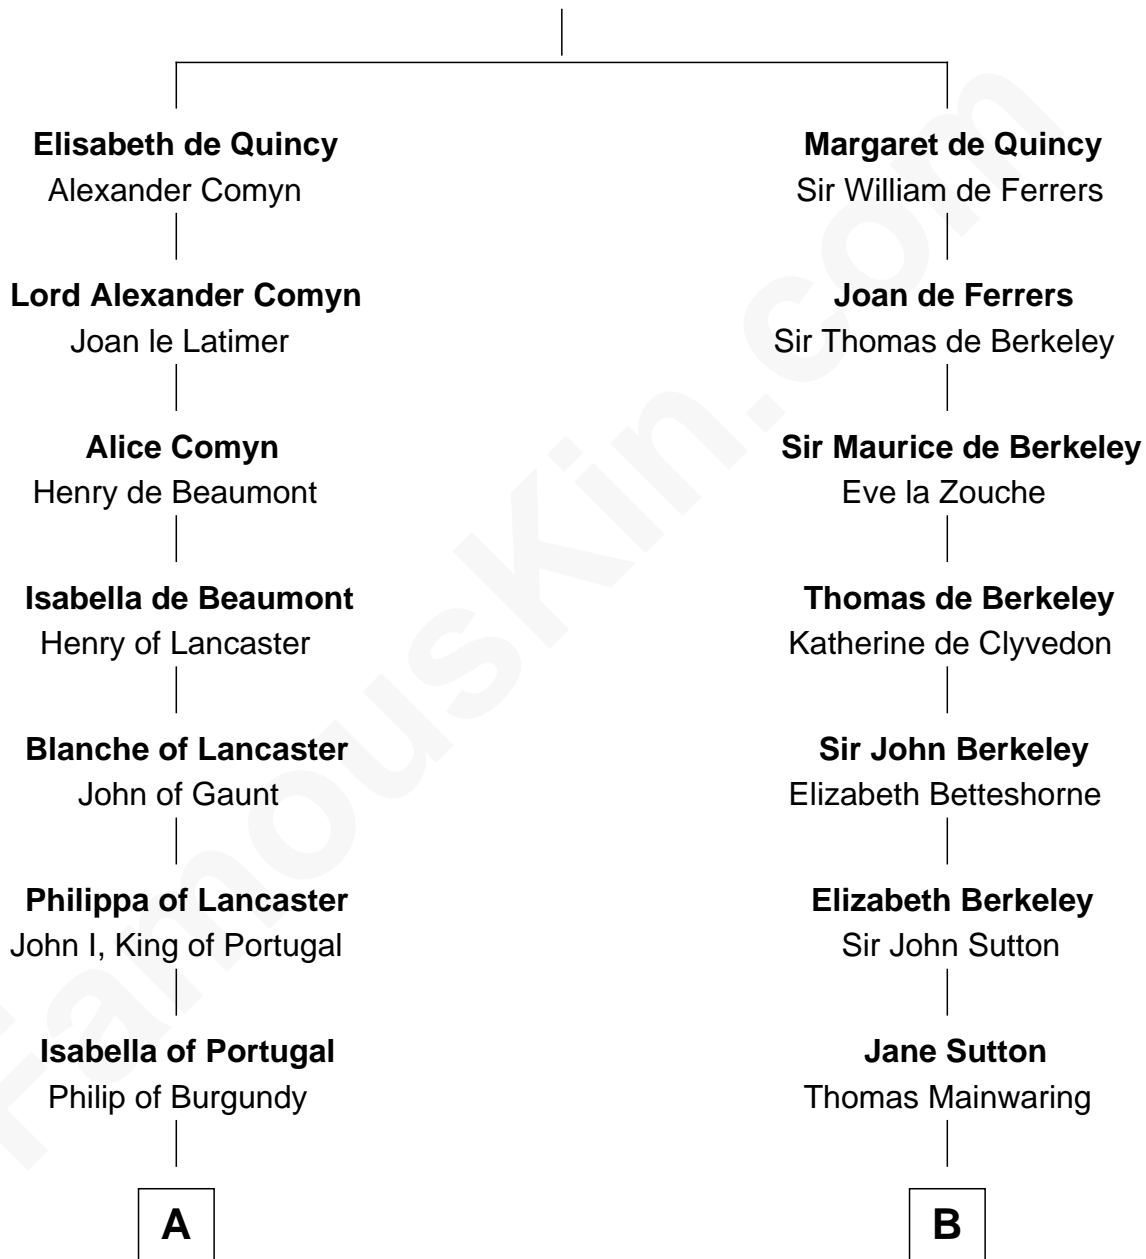 Elisabeth de Quincy
Alexander Comyn
Margaret de Quincy
Sir William de Ferrers
Lord Alexander Comyn
Joan le Latimer
Joan de Ferrers
Sir Thomas de Berkeley
Alice Comyn
Henry de Beaumont
Sir Maurice de Berkeley
Eve la Zouche
Isabella de Beaumont
Henry of Lancaster
Thomas de Berkeley
Katherine de Clyvedon
Blanche of Lancaster
John of Gaunt
Sir John Berkeley
Elizabeth Betteshorne
Philippa of Lancaster
John I, King of Portugal
Elizabeth Berkeley
Sir John Sutton
Isabella of Portugal
Philip of Burgundy
Jane Sutton
Thomas Mainwaring
A
B
FamousKin.com